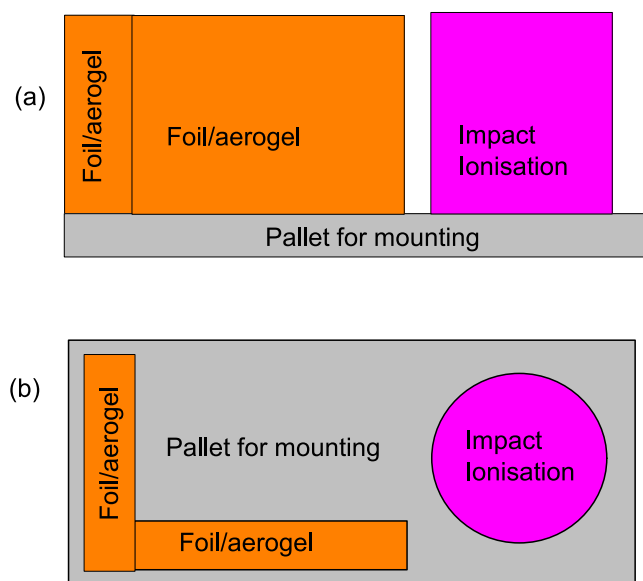 (a)
Foil/aerogel
Foil/aerogel
Impact
Ionisation
Pallet for mounting
(b)
Foil/aerogel
Pallet for mounting
Impact
Ionisation
Foil/aerogel